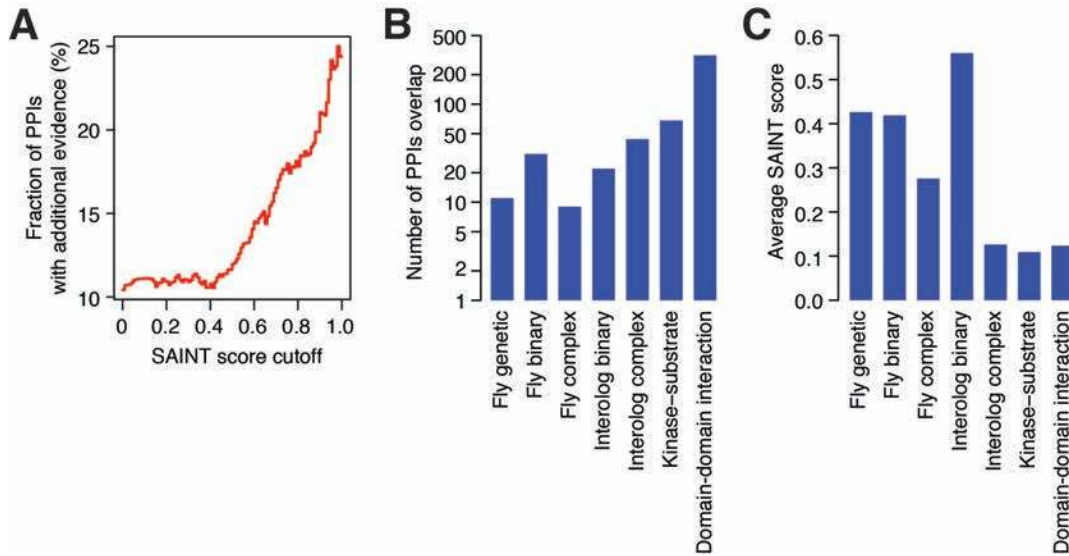 A
Fraction of PPIs
with additional evidence (%)
25
20
15
10
0
0.2
0.4
0.6
0.8
1.0
SAINT score cutoff
B
Number of PPIs overlap
500
200
100
50
20
10
5
2
1
Fly genetic
Fly binary
Fly complex
Interolog binary
Interolog complex
Kinase–substrate
Domain-domain interaction
C
Average SAINT score
0.6
0.5
0.4
0.3
0.2
0.1
0.0
Fly genetic
Fly binary
Fly complex
Interolog binary
Interolog complex
Kinase–substrate
Domain-domain interaction